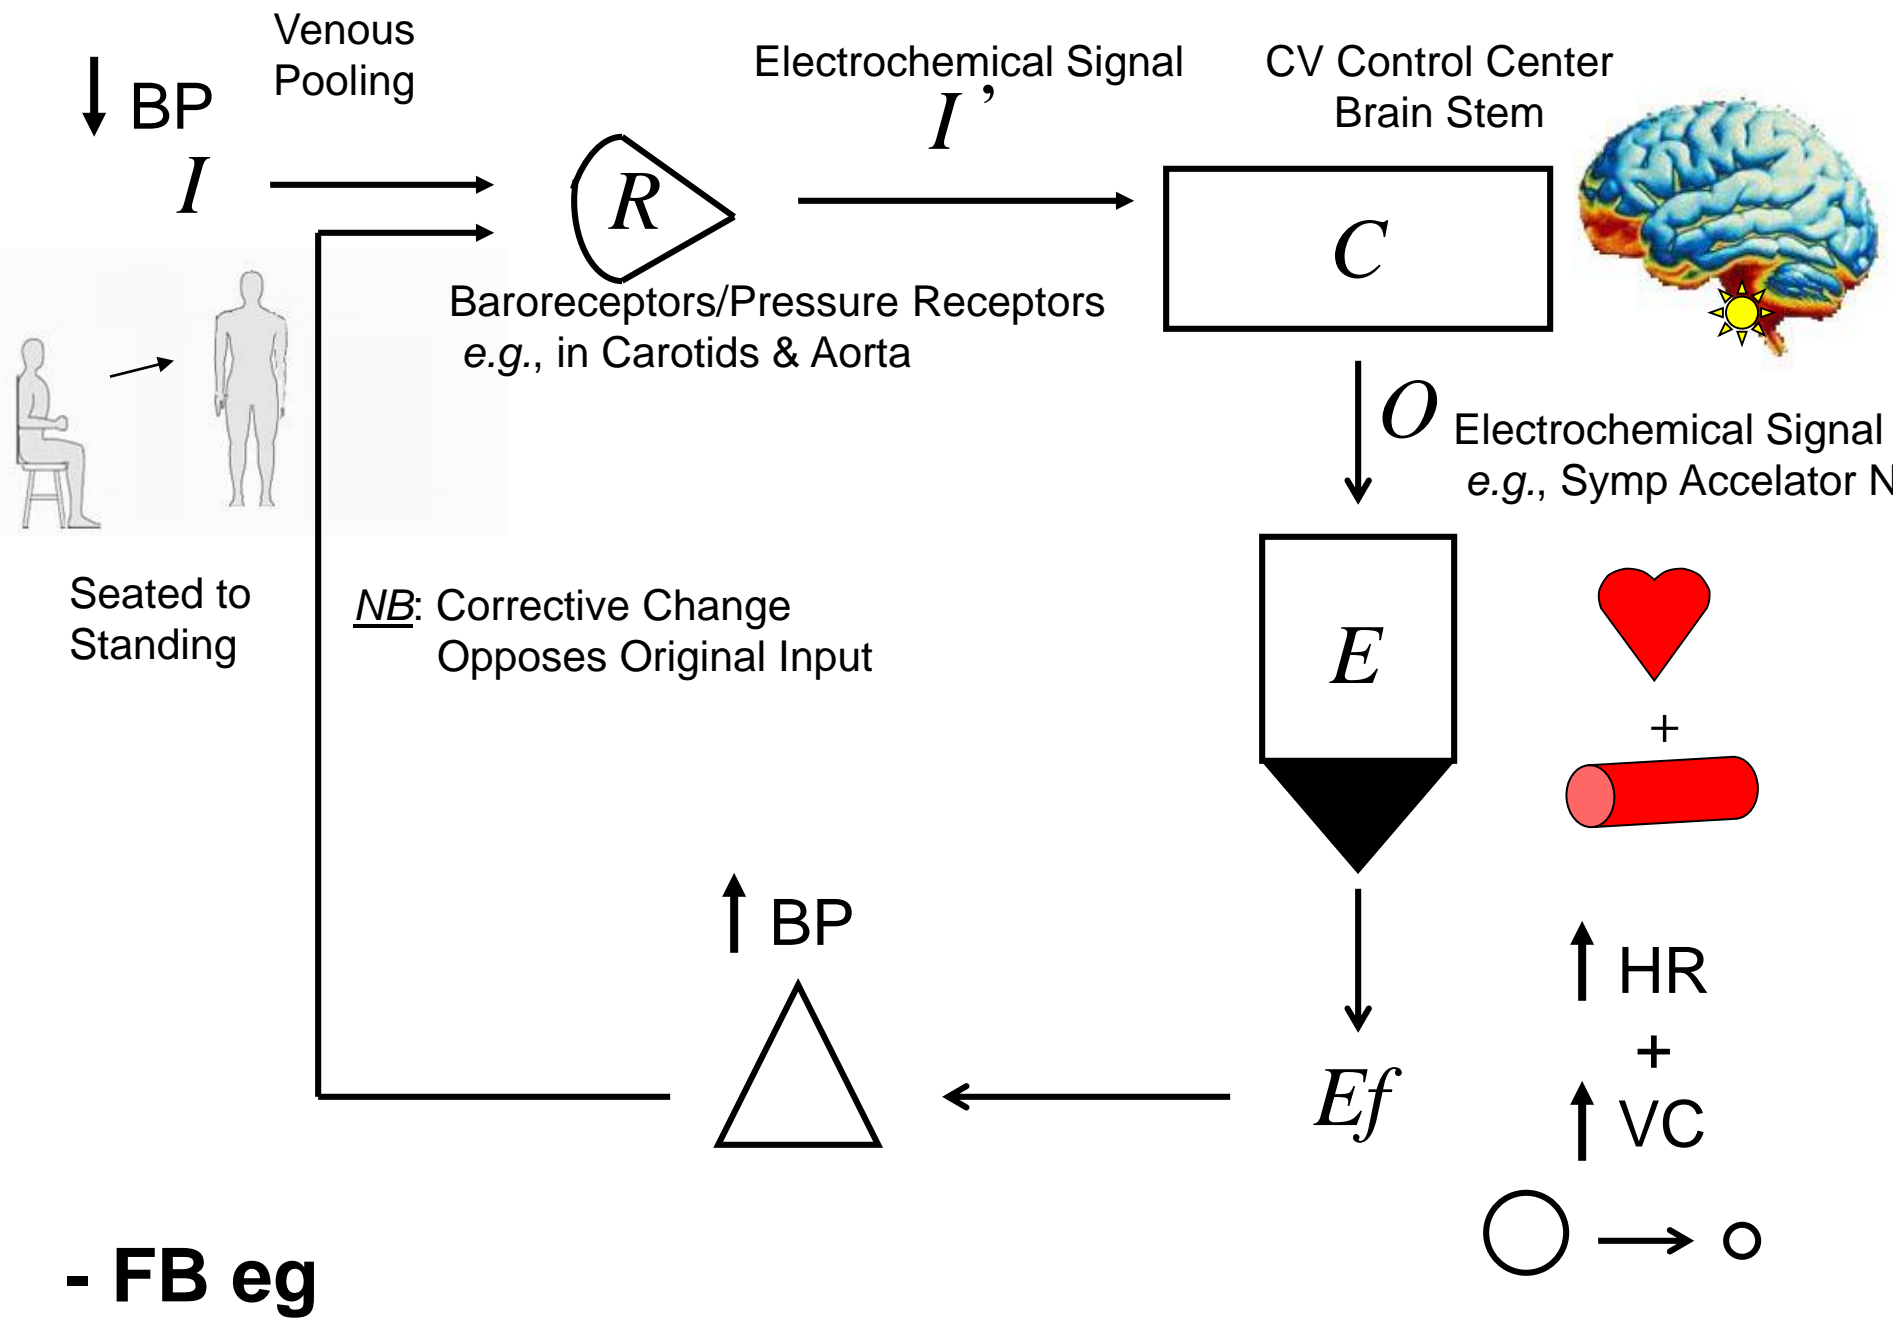 Venous
Pooling
↓ BP
I
Electrochemical Signal
I’
CV Control Center
Brain Stem
R
C
Baroreceptors/Pressure Receptors
e.g., in Carotids & Aorta
O
Electrochemical Signal
e.g., Symp Accelator N
Seated to
Standing
NB: Corrective Change
Opposes Original Input
E
+
↑ BP
↑ HR
+
↑ VC
Ef
- FB eg